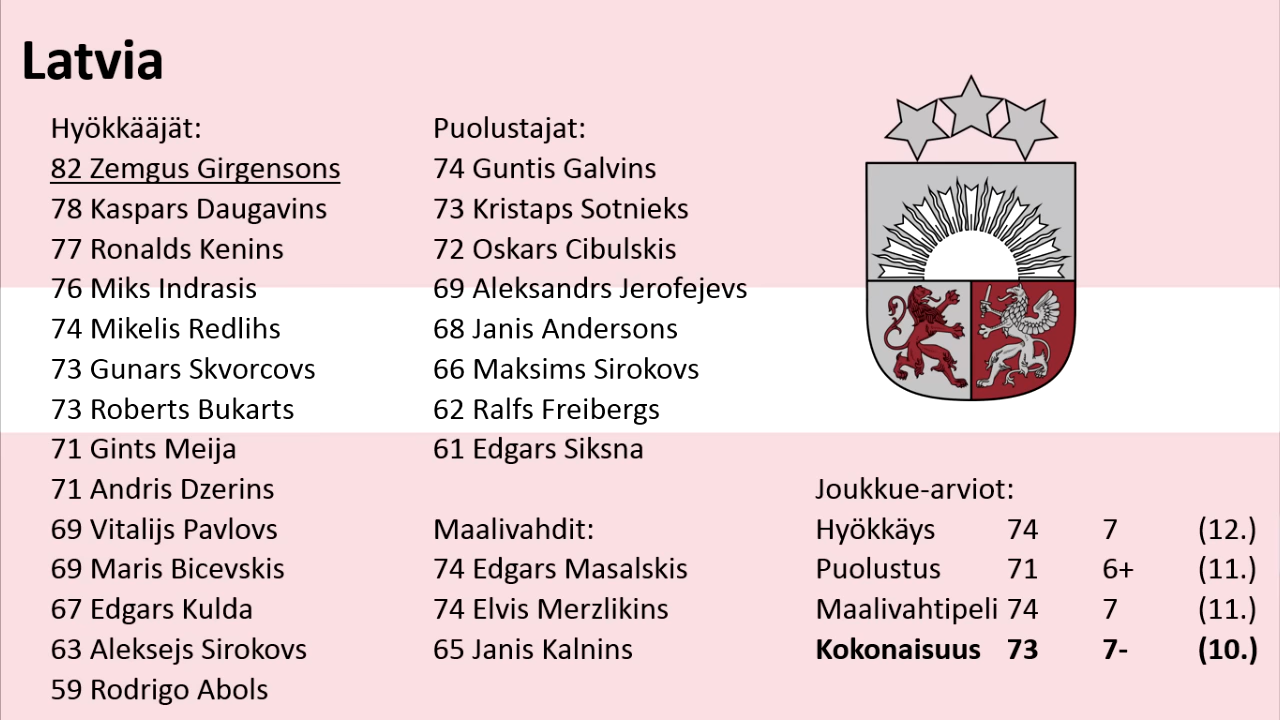 Latvia
Hyökkääjät:
82 Zemgus Girgensons
78 Kaspars Daugavins
77 Ronalds Kenins
76 Miks Indrasis
74 Mikelis Redlihs
73 Gunars Skvorcovs
73 Roberts Bukarts
71 Gints Meija
71 Andris Dzerins
69 Vitalijs Pavlovs
69 Maris Bicevskis
67 Edgars Kulda
63 Aleksejs Sirokovs
59 Rodrigo Abols
Puolustajat:
74 Guntis Galvins
73 Kristaps Sotnieks
72 Oskars Cibulskis
69 Aleksandrs Jerofejevs
68 Janis Andersons
66 Maksims Sirokovs
62 Ralfs Freibergs
61 Edgars Siksna
Maalivahdit:
74 Edgars Masalskis
74 Elvis Merzlikins
65 Janis Kalnins
Joukkue-arviot:
Hyökkäys 74 7 (12.)
Puolustus 71 6+ (11.)
Maalivahtipeli 74 7 (11.)
Kokonaisuus 73 7- (10.)